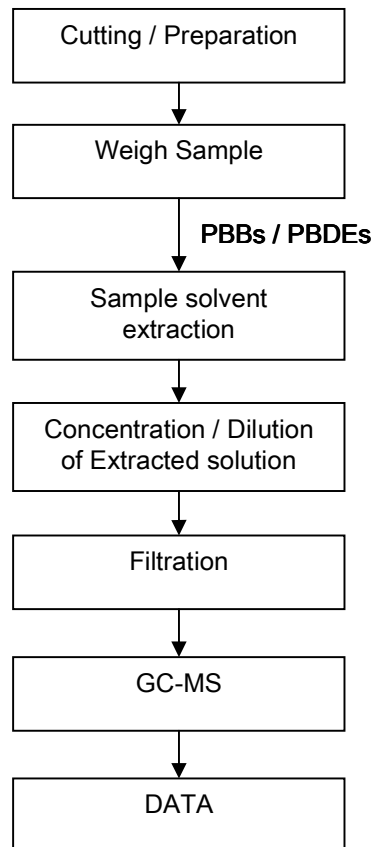 Cutting / Preparation
Weigh Sample
PBBs / PBDEs
Sample solvent
extraction
Concentration / Dilution
of Extracted solution
Filtration
GC-MS
DATA